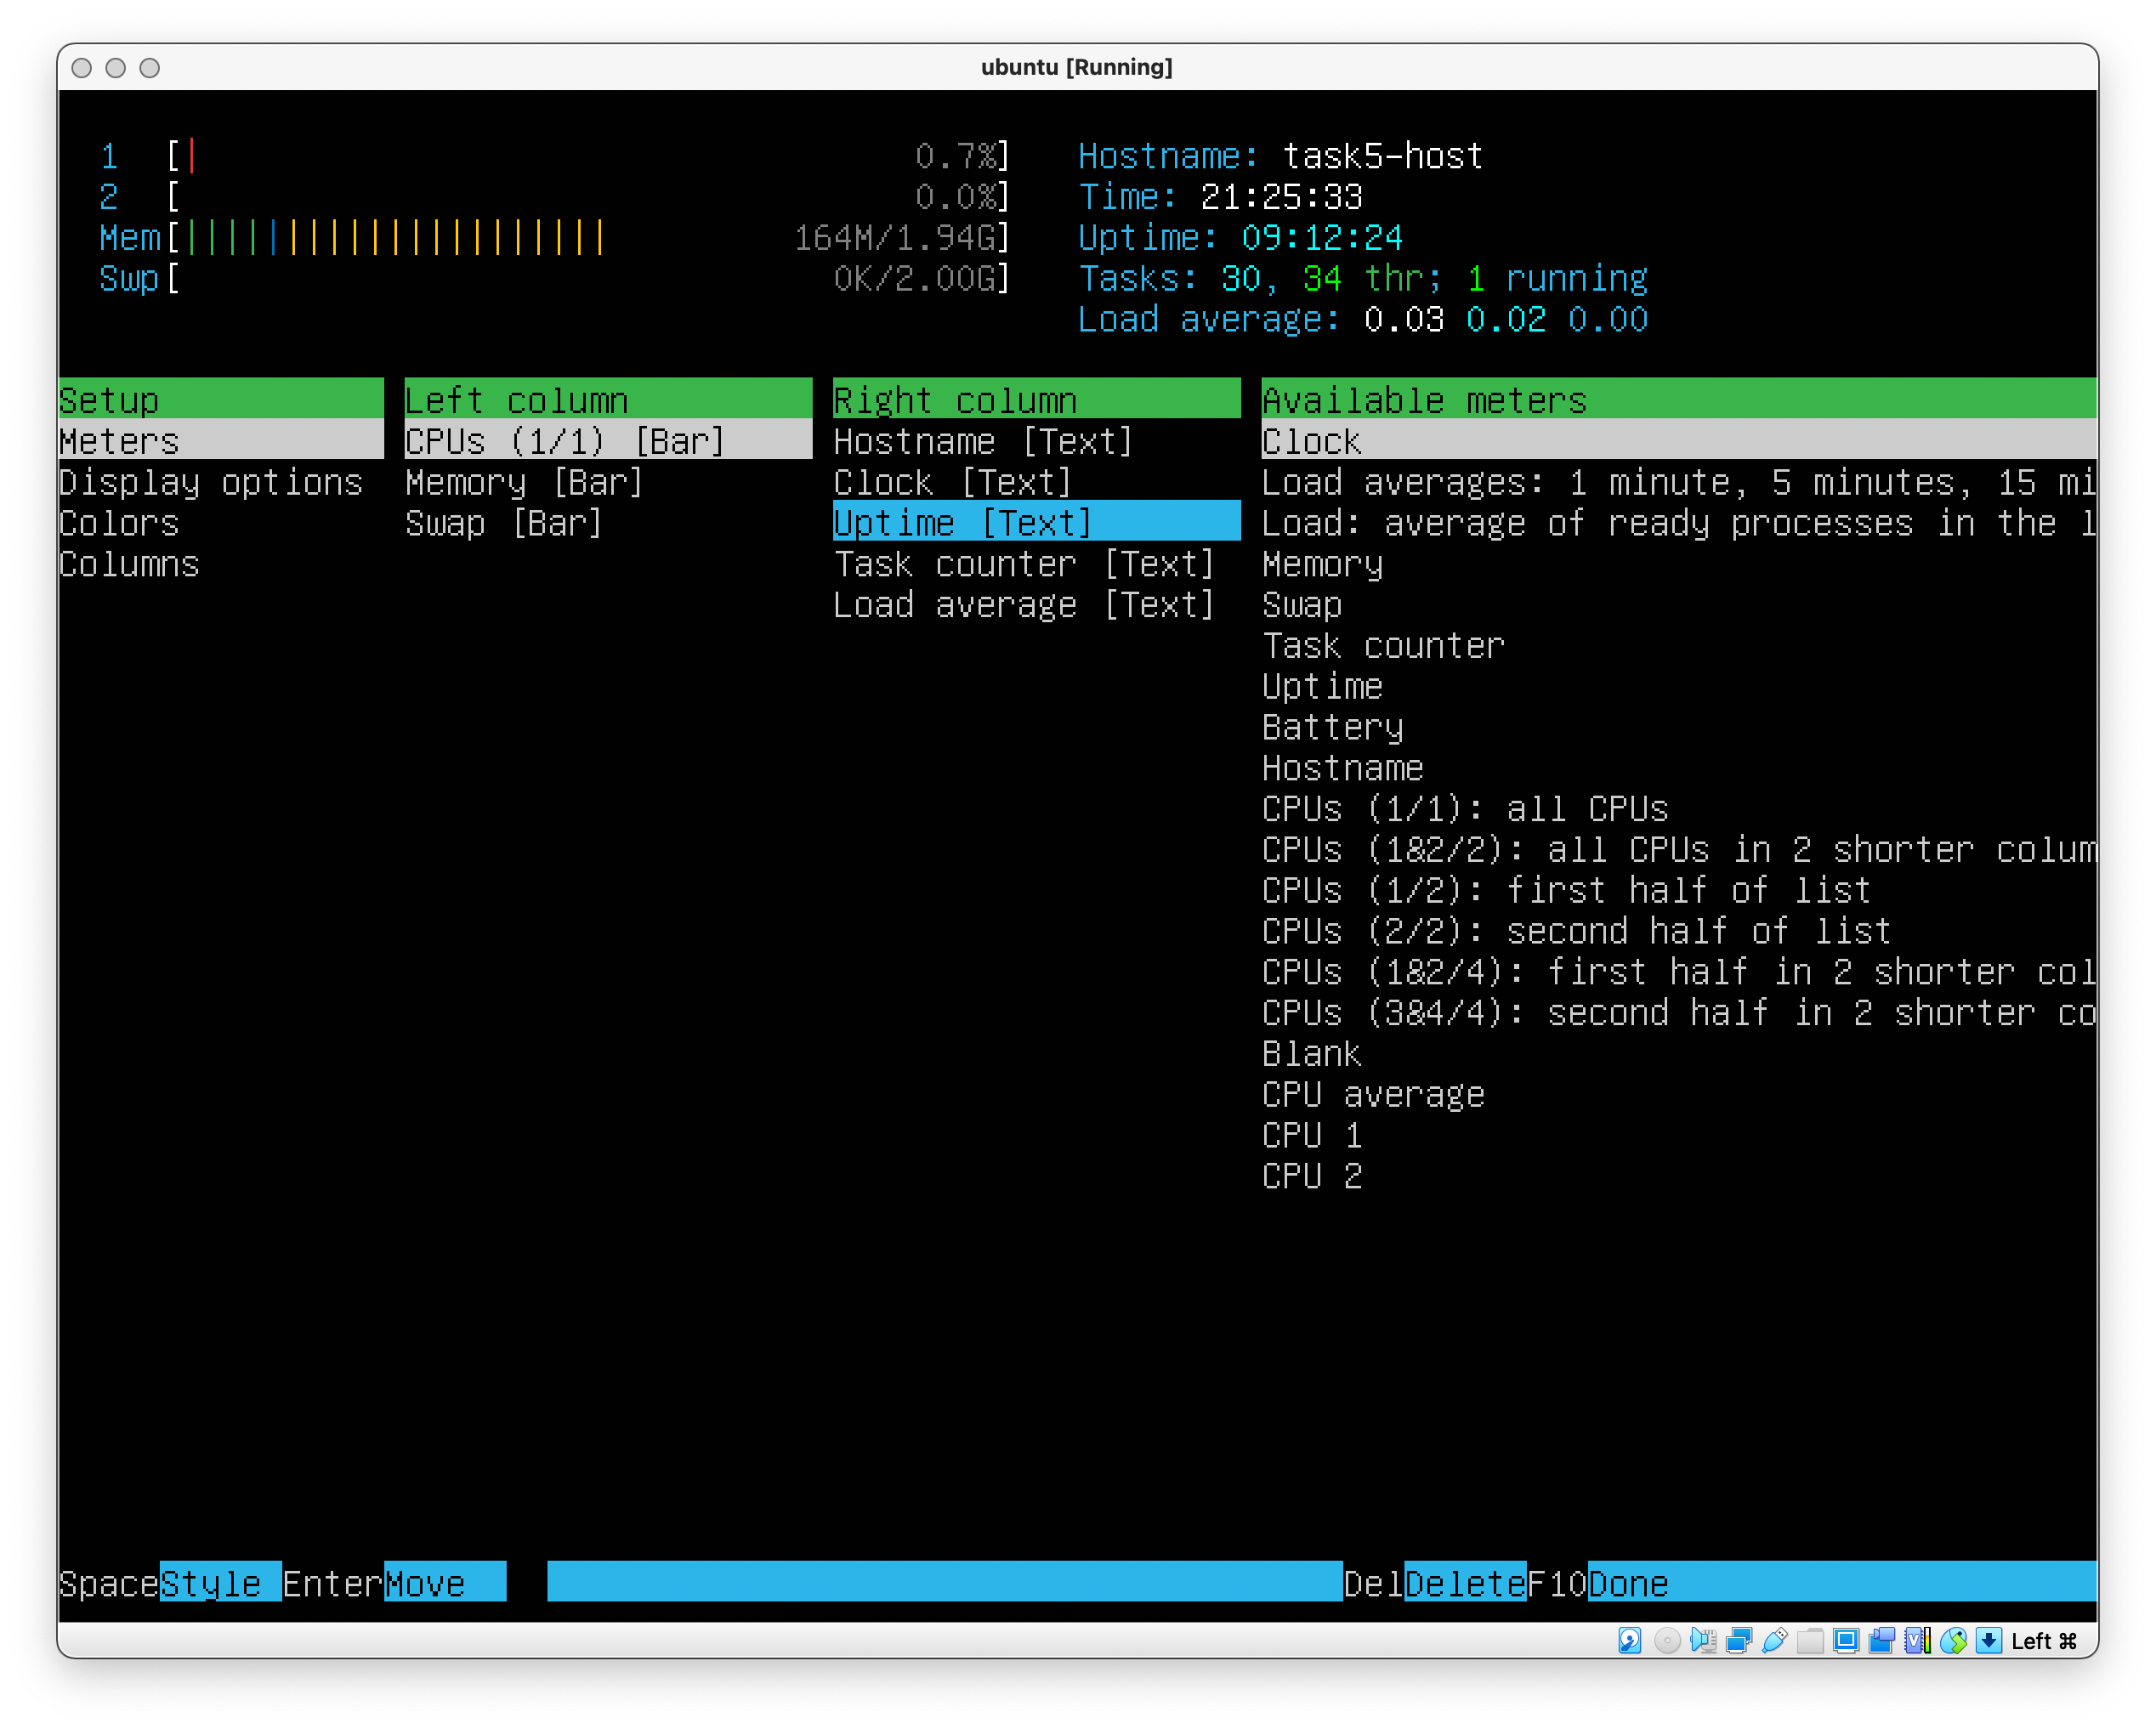 ubuntu [Running]
1 [| 0.7%] Hostname: task5-host
2 [ 0.0%] Time: 21:25:33
Mem[||||||||||||||||||||| 164M/1.94G] Uptime: 09:12:24
Swp[ 0K/2.00G] Tasks: 30, 34 thr; 1 running
Load average: 0.03 0.02 0.00
Setup Left column Right column Available meters
Meters CPUs (1/1) [Bar] Hostname [Text] Clock
Display options Memory [Bar] Clock [Text] Load averages: 1 minute, 5 minutes, 15 mi
Colors Swap [Bar] Uptime [Text] Load: average of ready processes in the l
Columns Task counter [Text] Memory
Load average [Text] Swap
Task counter
Uptime
Battery
Hostname
CPUs (1/1): all CPUs
CPUs (1&2/2): all CPUs in 2 shorter colum
CPUs (1/2): first half of list
CPUs (2/2): second half of list
CPUs (1&2/4): first half in 2 shorter col
CPUs (3&4/4): second half in 2 shorter co
Blank
CPU average
CPU 1
CPU 2
SpaceStyle EnterMove DelDeleteF10Done
Left ⌘